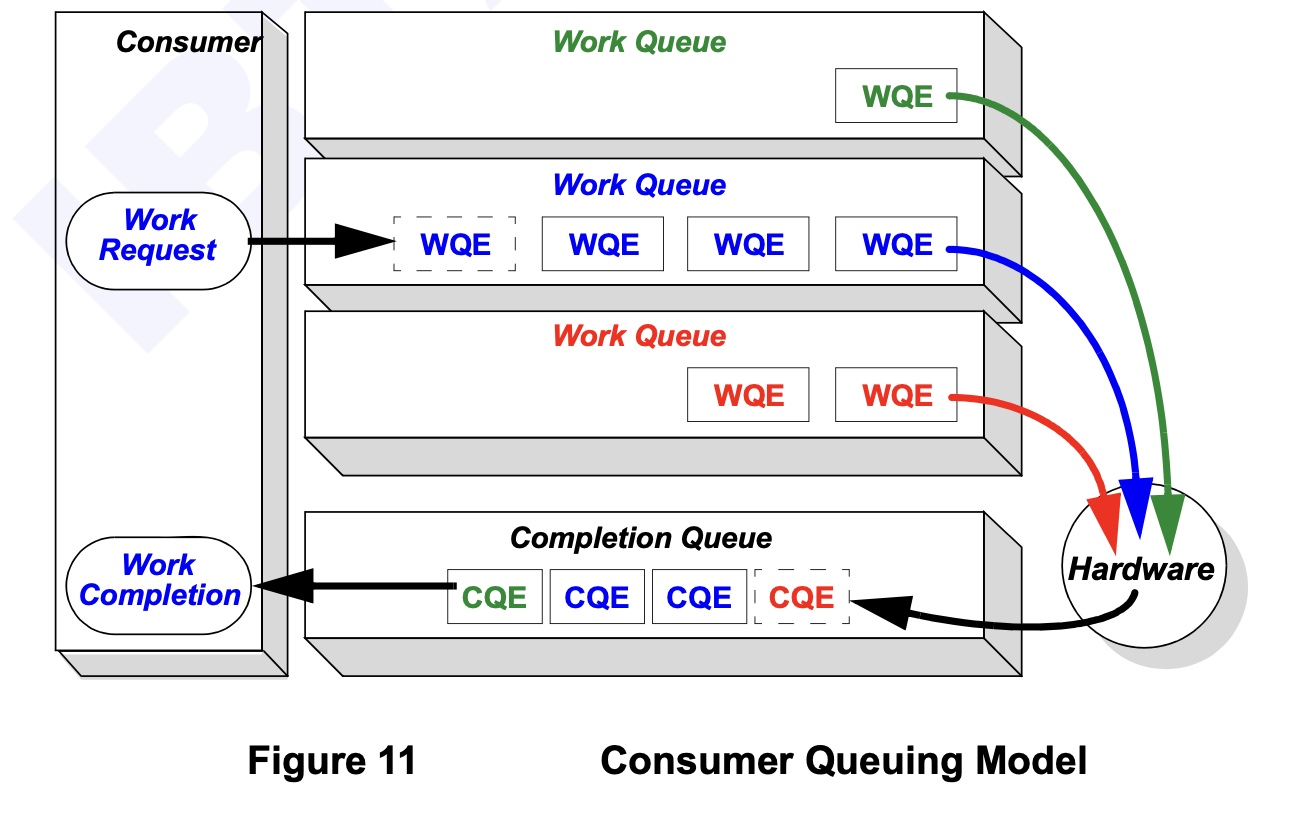 Consumer
Work Queue
WQE
Work Queue
Work
Request
WQE WQE WQE WQE
Work Queue
WQE WQE
Completion Queue
Work
Completion
CQE CQE CQE CQE
Hardware
Figure 11 Consumer Queuing Model